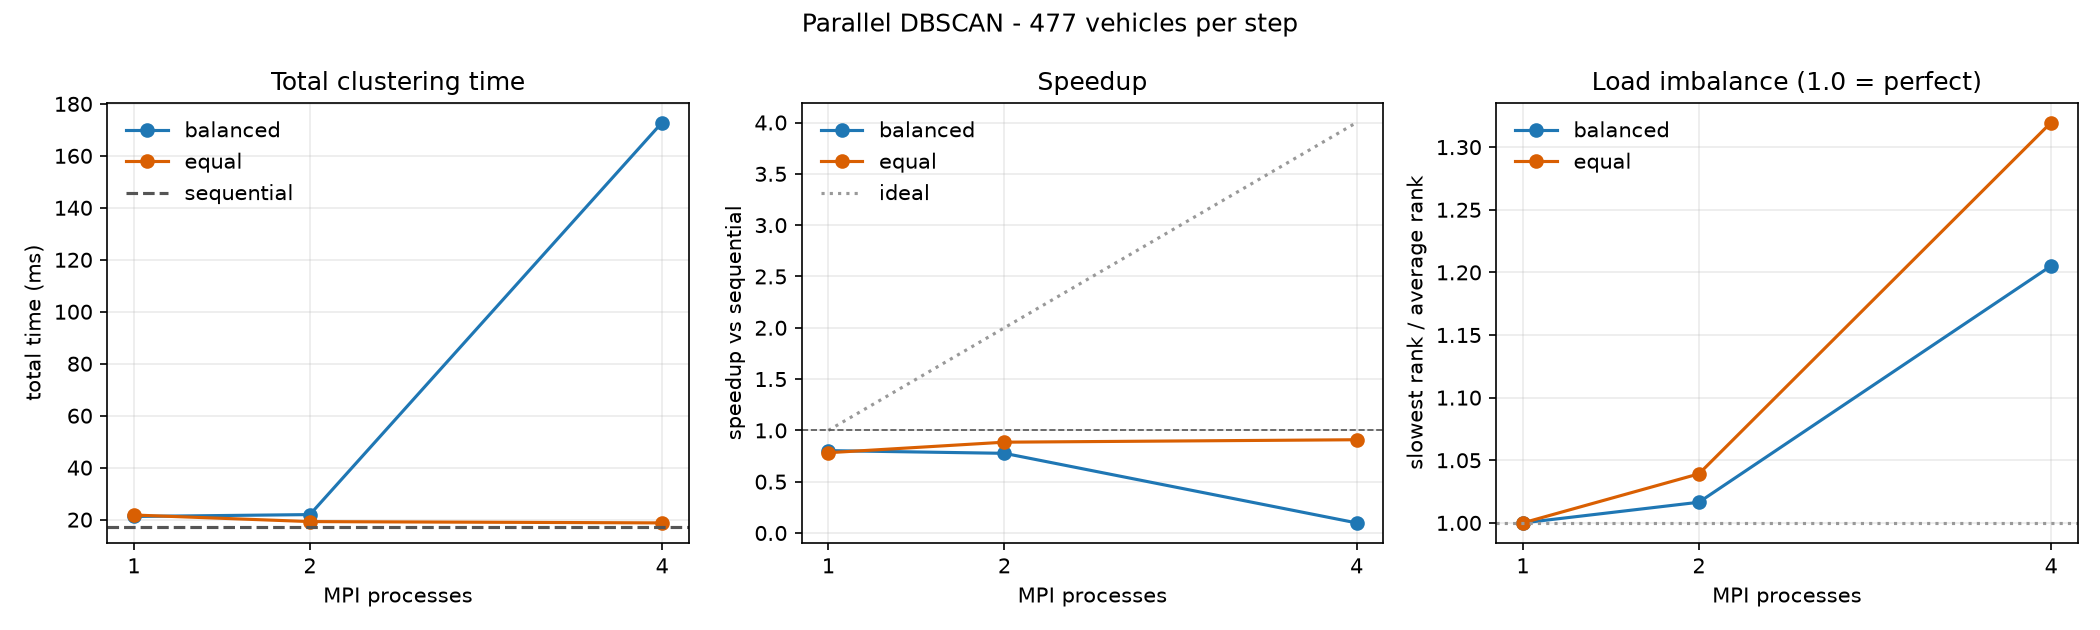 Parallel DBSCAN - 477 vehicles per step
Total clustering time
180
160
140
120
100
80
60
40
20
total time (ms)
balanced
equal
sequential
1
2
4
MPI processes
Speedup
4.0
3.5
3.0
2.5
2.0
1.5
1.0
0.5
0.0
speedup vs sequential
balanced
equal
ideal
1
2
4
MPI processes
Load imbalance (1.0 = perfect)
1.30
1.25
1.20
1.15
1.10
1.05
1.00
slowest rank / average rank
balanced
equal
1
2
4
MPI processes